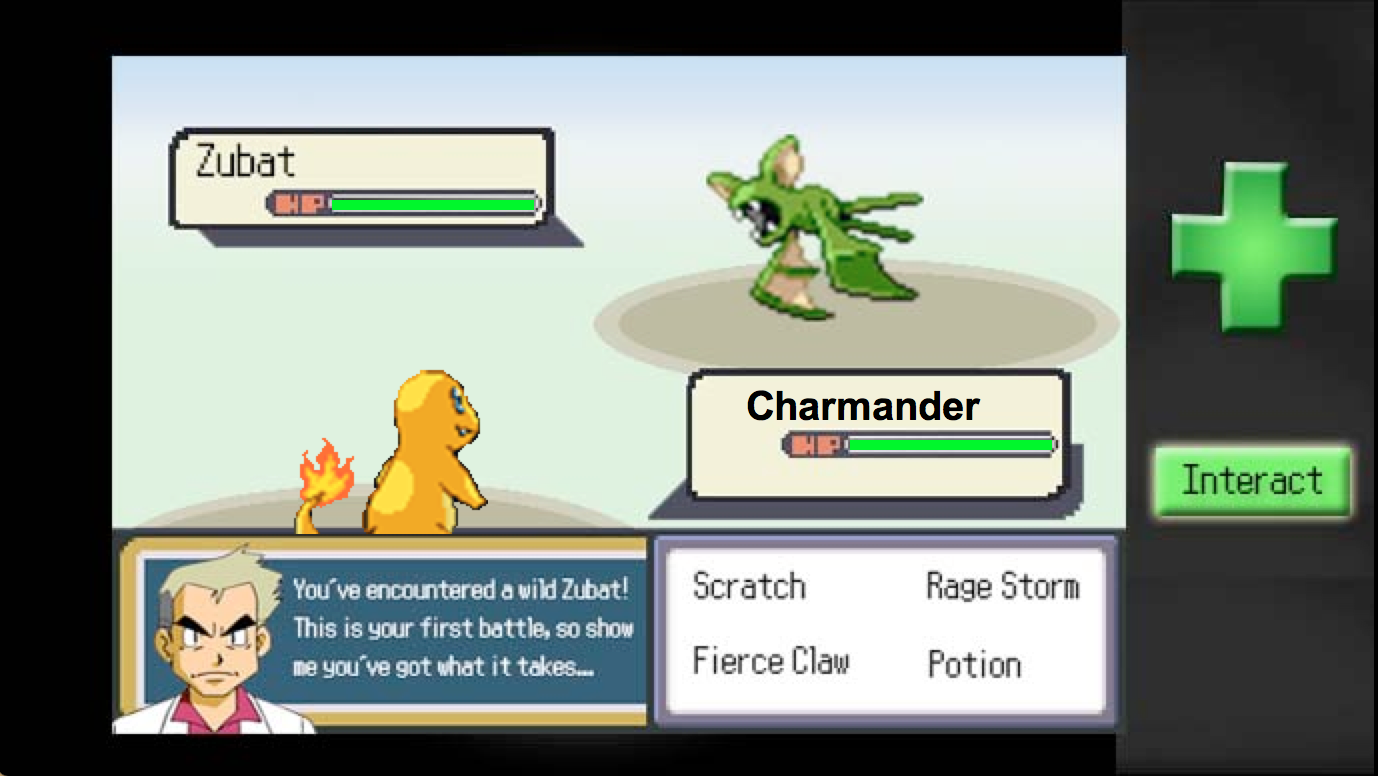 Zubat
HP
Charmander
HP
You´ve encountered a wild Zubat!
This is your first battle, so show
me you´ve got what it takes...
Scratch
Rage Storm
Fierce Claw
Potion
Interact